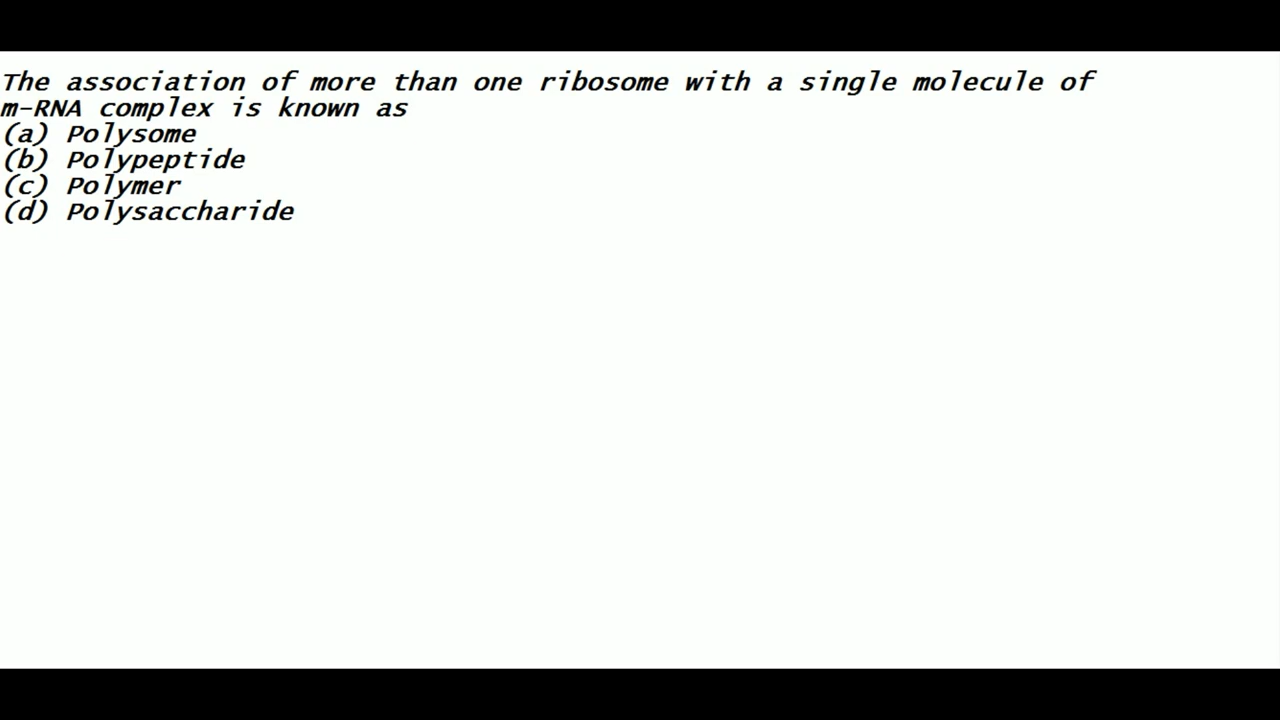 The association of more than one ribosome with a single molecule of
m-RNA complex is known as
(a) Polysome
(b) Polypeptide
(c) Polymer
(d) Polysaccharide